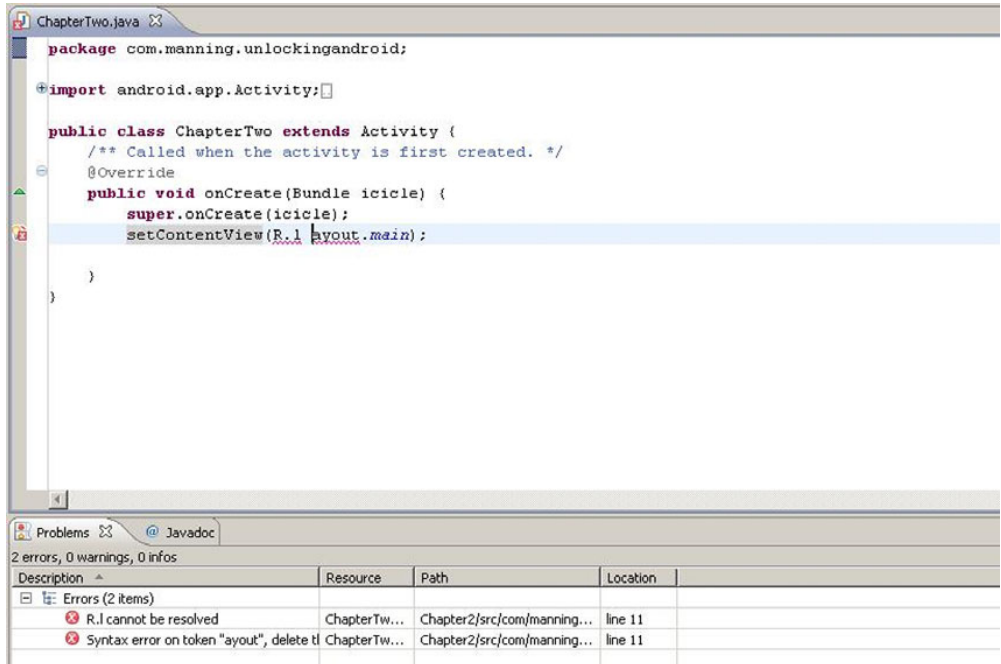 ChapterTwo.java
package com.manning.unlockingandroid;
import android.app.Activity;
public class ChapterTwo extends Activity {
/** Called when the activity is first created. */
@Override
public void onCreate(Bundle icicle) {
super.onCreate(icicle);
setContentView(R.l ayout.main);
}
}
Problems @ Javadoc
2 errors, 0 warnings, 0 infos
Description Resource Path Location
Errors (2 items)
R.l cannot be resolved ChapterTw... Chapter2/src/com/manning... line 11
Syntax error on token "ayout", delete tl ChapterTw... Chapter2/src/com/manning... line 11